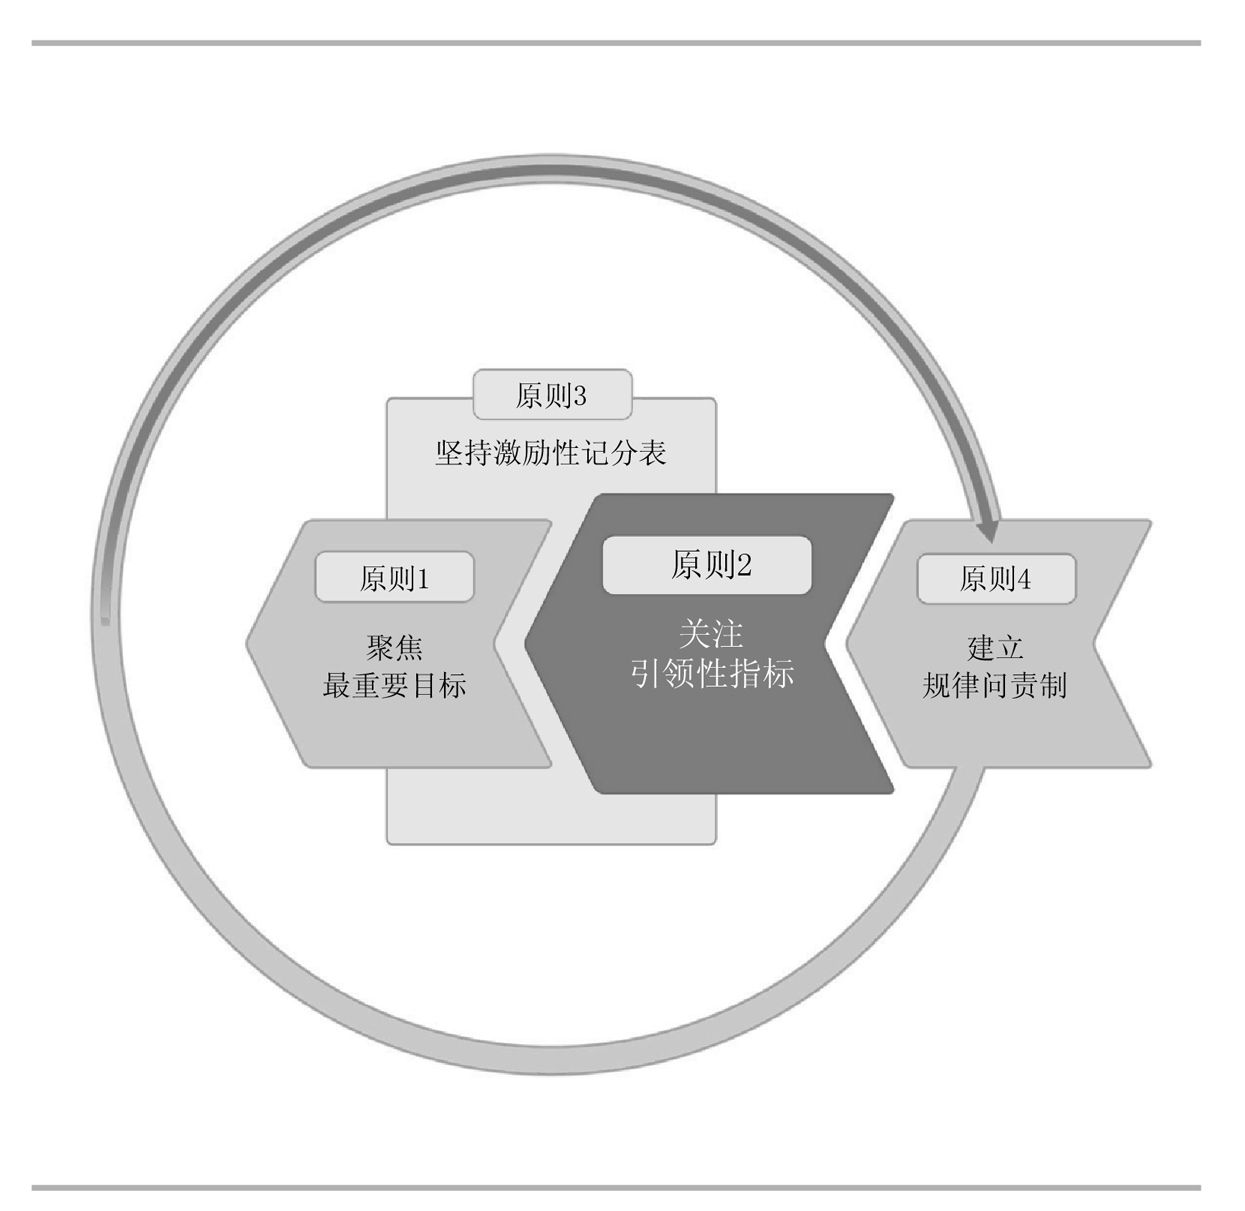 原则3
坚持激励性记分表
原则1
聚焦
最重要目标
原则2
关注
引领性指标
原则4
建立
规律问责制